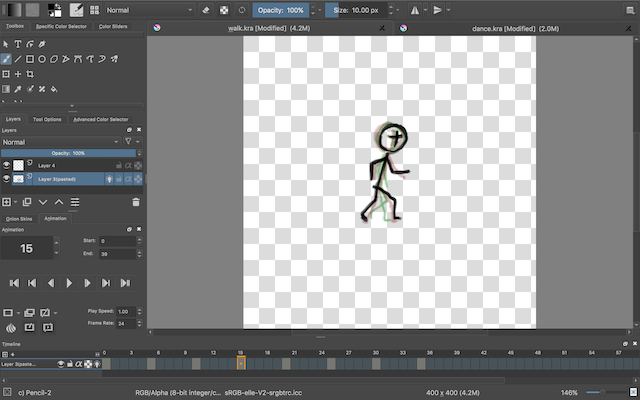 Normal
Opacity: 100%
Size: 10.00 px
Toolbox
Specific Color Selector
Color Sliders
walk.kra [Modified] (4.2M)
dance.kra [Modified] (2.0M)
Layers
Tool Options
Advanced Color Selector
Layers
Normal
Opacity: 100%
Layer 4
Layer 3(pasted)
Onion Skins
Animation
Animation
15
Start: 0
End: 39
Play Speed: 1.00
Frame Rate: 24
Timeline
0 3 6 9 12 15 18 21 24 27 30 33 36 39 42 45 48 51 54 57
Layer 3(paste...
c) Pencil-2
RGB/Alpha (8-bit integer/c... sRGB-elle-V2-srgbtrc.icc
400 x 400 (4.2M)
146%